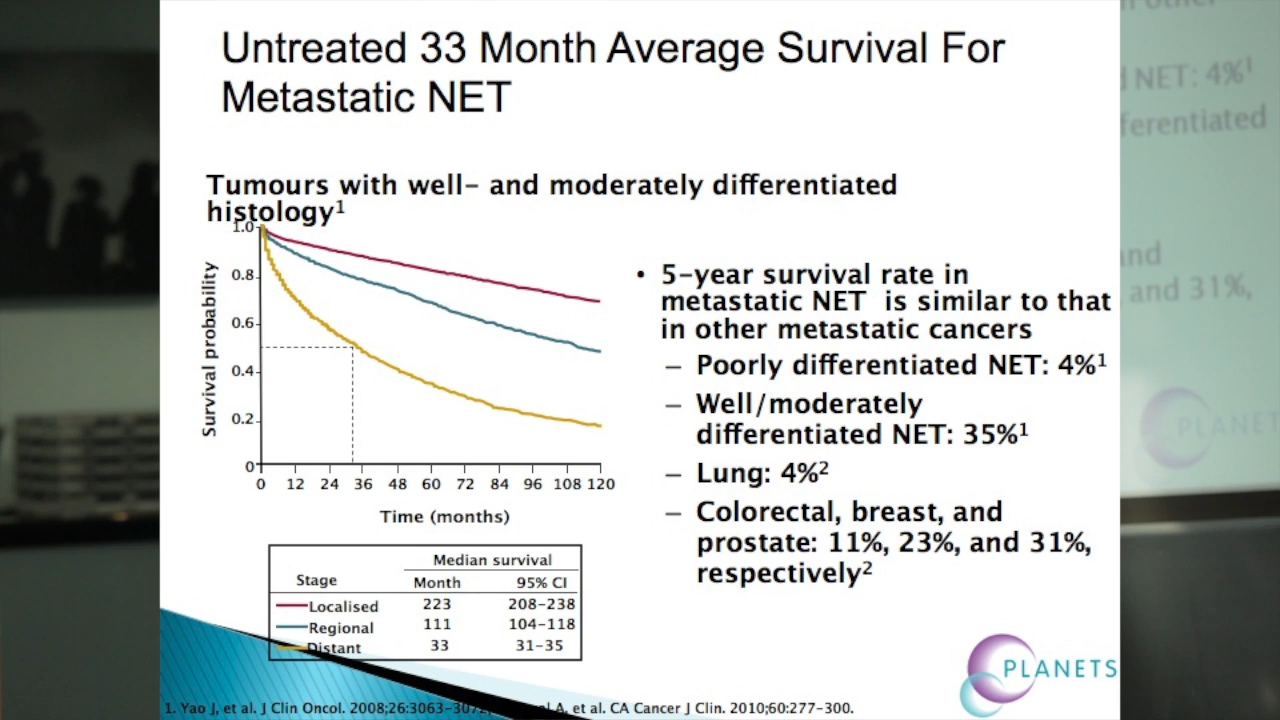 Untreated 33 Month Average Survival For
Metastatic NET
Tumours with well– and moderately differentiated
histology1
1.0
0.8
0.6
0.4
0.2
0
Survival probability
0 12 24 36 48 60 72 84 96 108 120
Time (months)
Median survival
Stage Month 95% CI
Localised 223 208–238
Regional 111 104–118
Distant 33 31–35
• 5–year survival rate in
metastatic NET is similar to that
in other metastatic cancers
– Poorly differentiated NET: 4%1
– Well/moderately
differentiated NET: 35%1
– Lung: 4%2
– Colorectal, breast, and
prostate: 11%, 23%, and 31%,
respectively2
PLANETS
1. Yao J, et al. J Clin Oncol. 2008;26:3063–3072; A, et al. CA Cancer J Clin. 2010;60:277–300.
NET: 4%1
ferentiated
and
and 31%,
PLANET